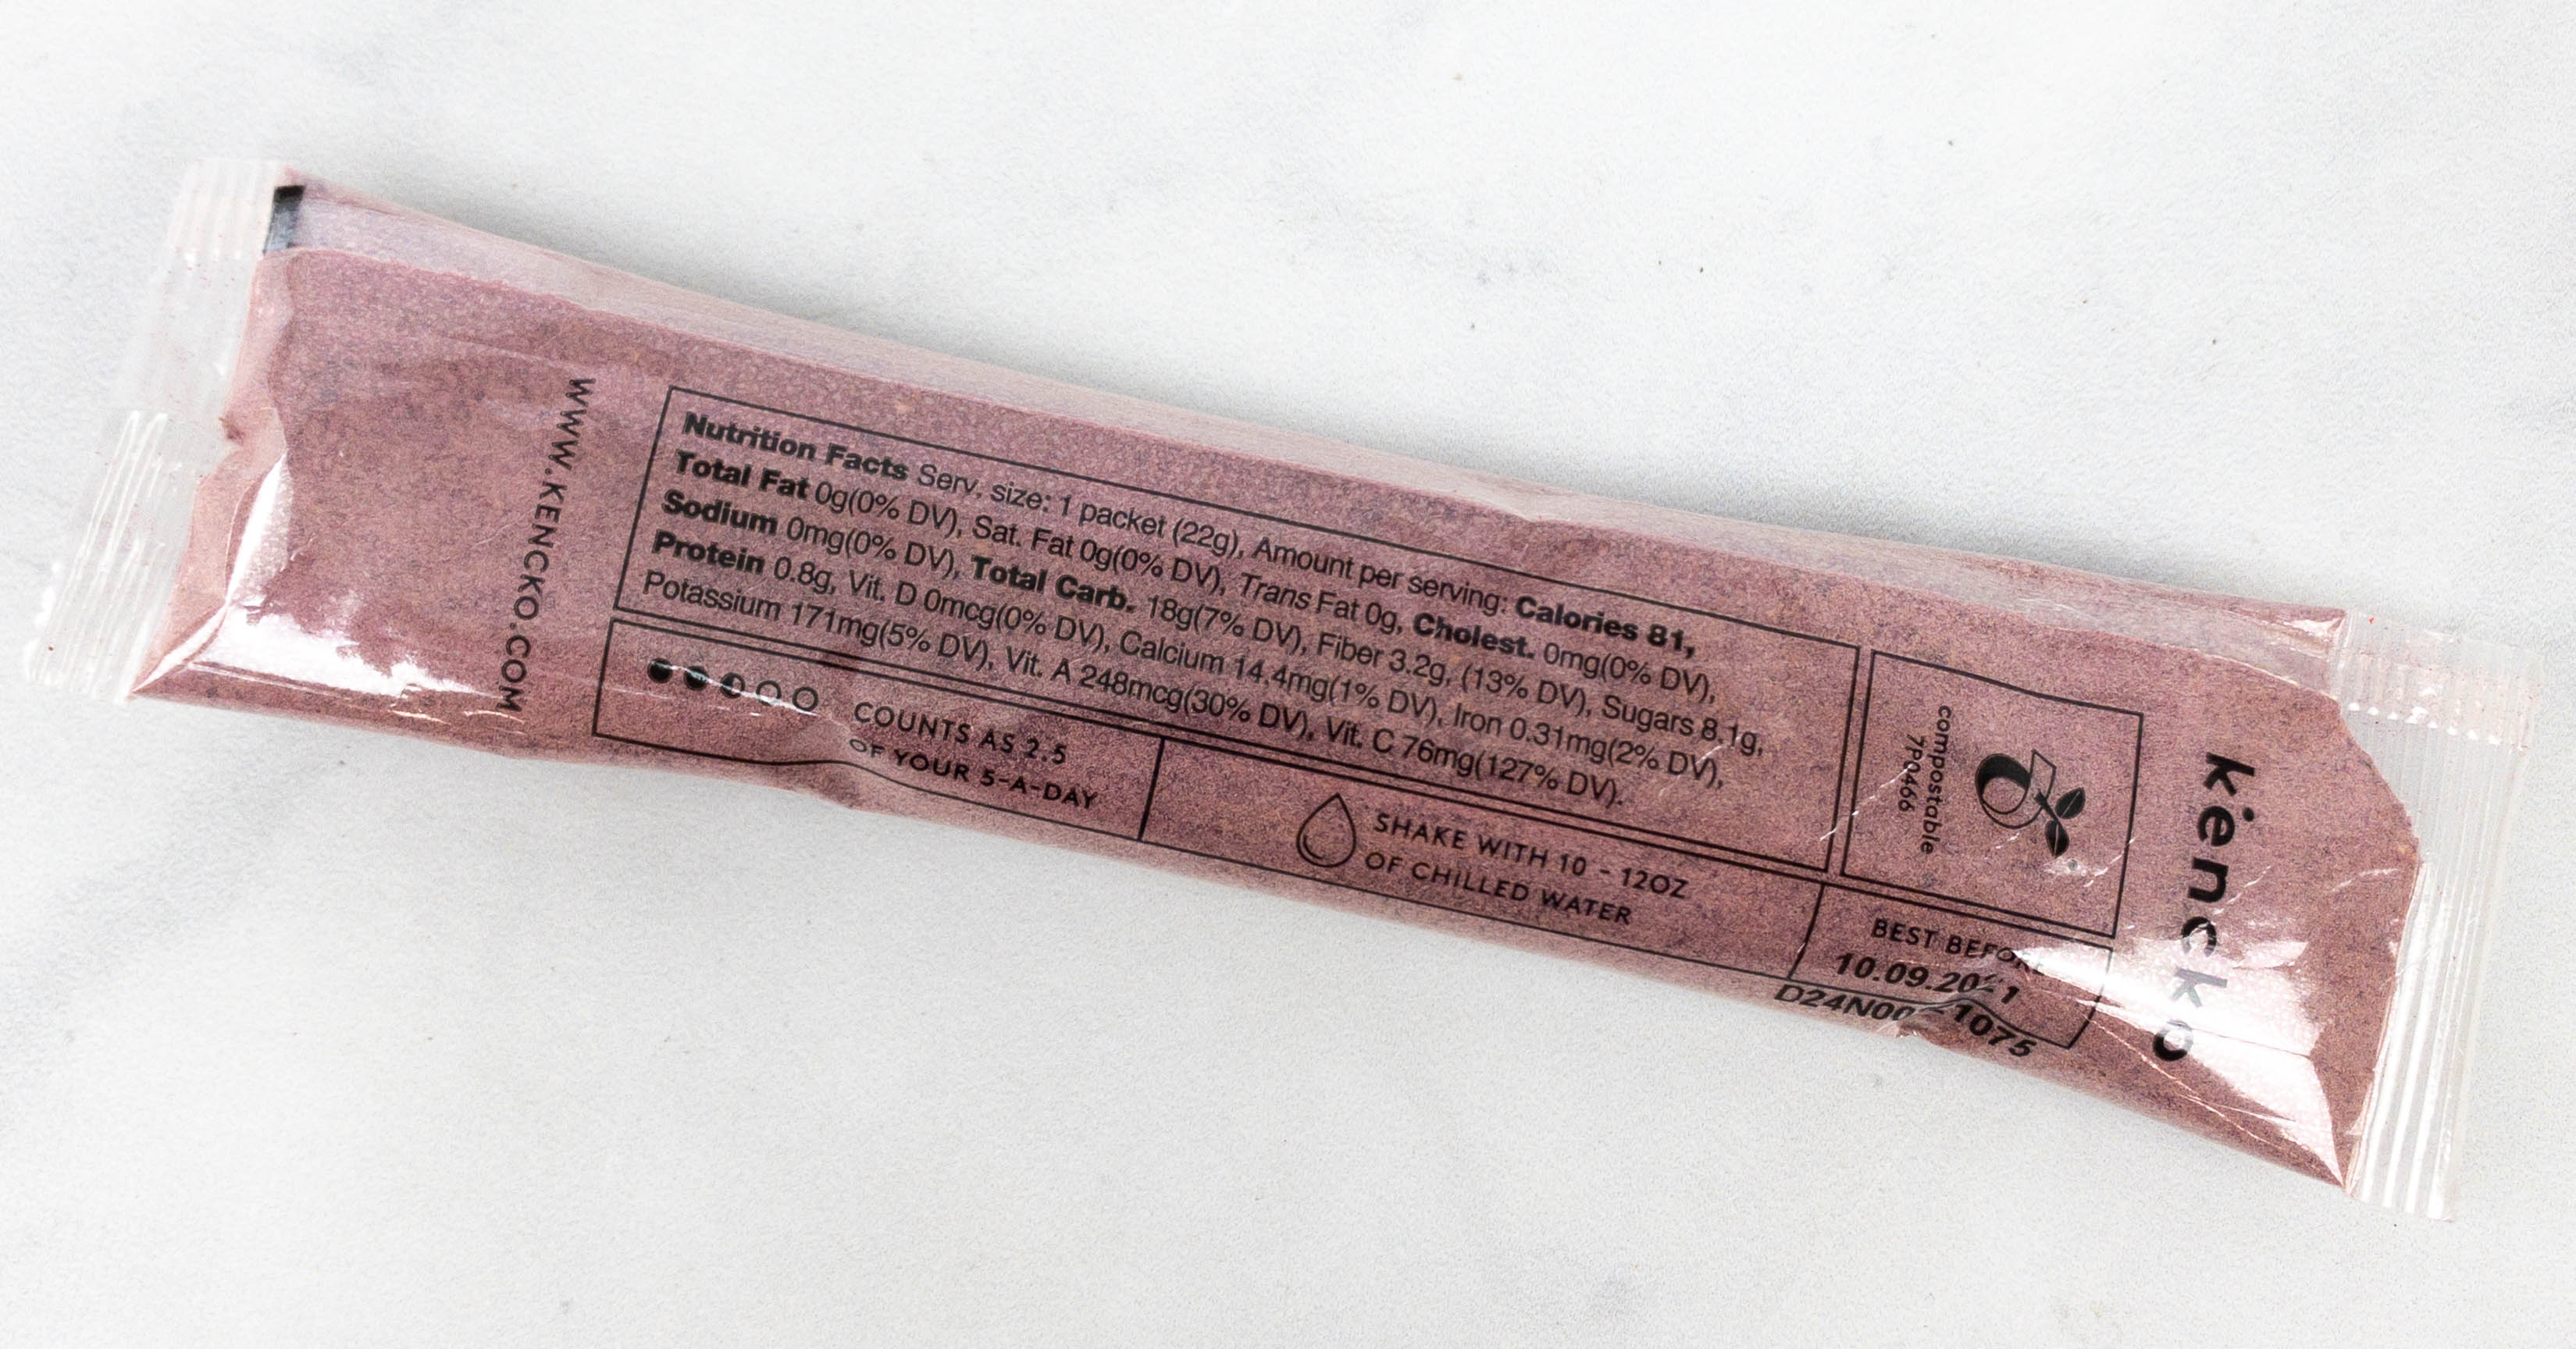 WWW.KENCKO.COM
Nutrition Facts Serv. size: 1 packet (22g), Amount per serving: Calories 81,
Total Fat 0g(0% DV), Sat. Fat 0g(0% DV), Trans Fat 0g, Cholest. 0mg(0% DV),
Sodium 0mg(0% DV), Total Carb. 18g(7% DV), Fiber 3.2g, (13% DV), Sugars 8.1g,
Protein 0.8g, Vit. D 0mcg(0% DV), Calcium 14.4mg(1% DV), Iron 0.31mg(2% DV),
Potassium 171mg(5% DV), Vit. A 248mcg(30% DV), Vit. C 76mg(127% DV).
COUNTS AS 2.5
OF YOUR 5-A-DAY
SHAKE WITH 10 - 12OZ
OF CHILLED WATER
compostable
7P0466
BEST BEFORE
10.09.2021
kencko